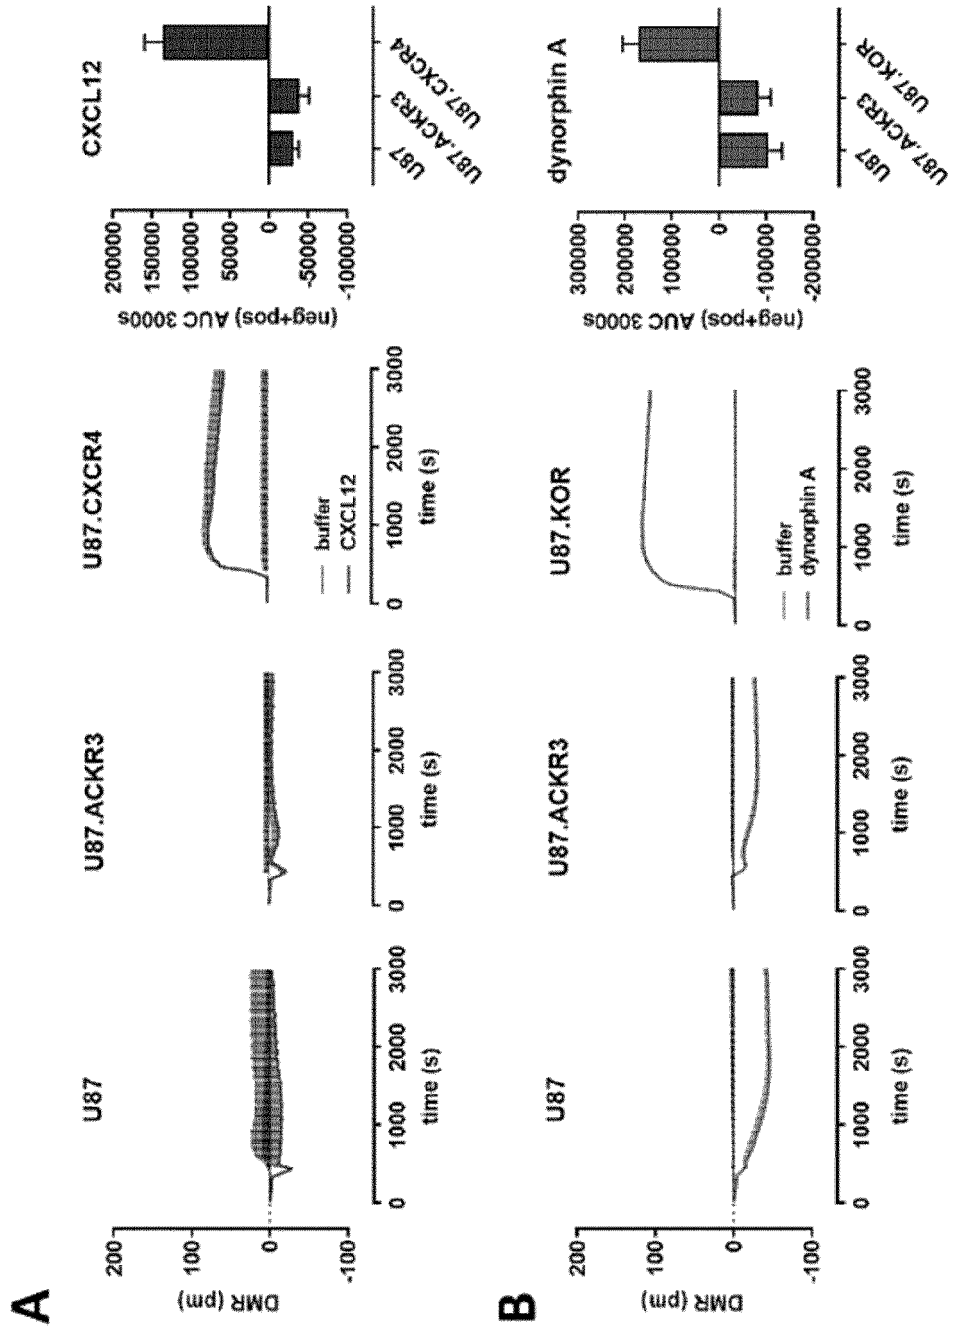 A
U87
U87.ACKR3
U87.CXCR4
CXCL12
DMR (pm)
200
100
0
-100
0 1000 2000 3000
time (s)
0 1000 2000 3000
time (s)
buffer
CXCL12
0 1000 2000 3000
time (s)
(neg+pos) AUC 3000s
200000
150000
100000
50000
0
-50000
-100000
U87
U87.ACKR3
U87.CXCR4
B
U87
U87.ACKR3
U87.KOR
dynorphin A
DMR (pm)
200
100
0
-100
0 1000 2000 3000
time (s)
0 1000 2000 3000
time (s)
buffer
dynorphin A
0 1000 2000 3000
time (s)
(neg+pos) AUC 3000s
300000
200000
100000
0
-100000
-200000
U87
U87.ACKR3
U87.KOR